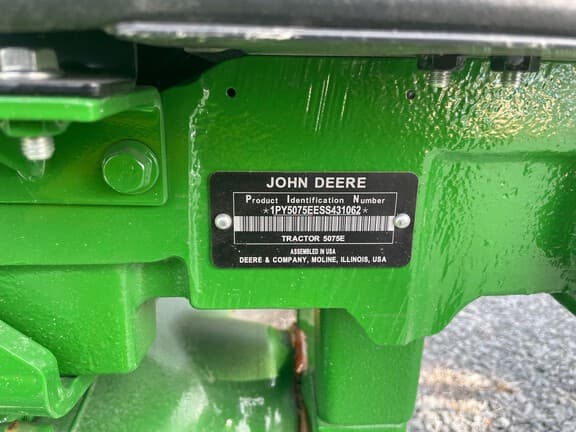 JOHN DEERE
Product Identification Number
*1PY5075EESS431062*
TRACTOR 5075E
ASSEMBLED IN USA
DEERE & COMPANY, MOLINE, ILLINOIS, USA